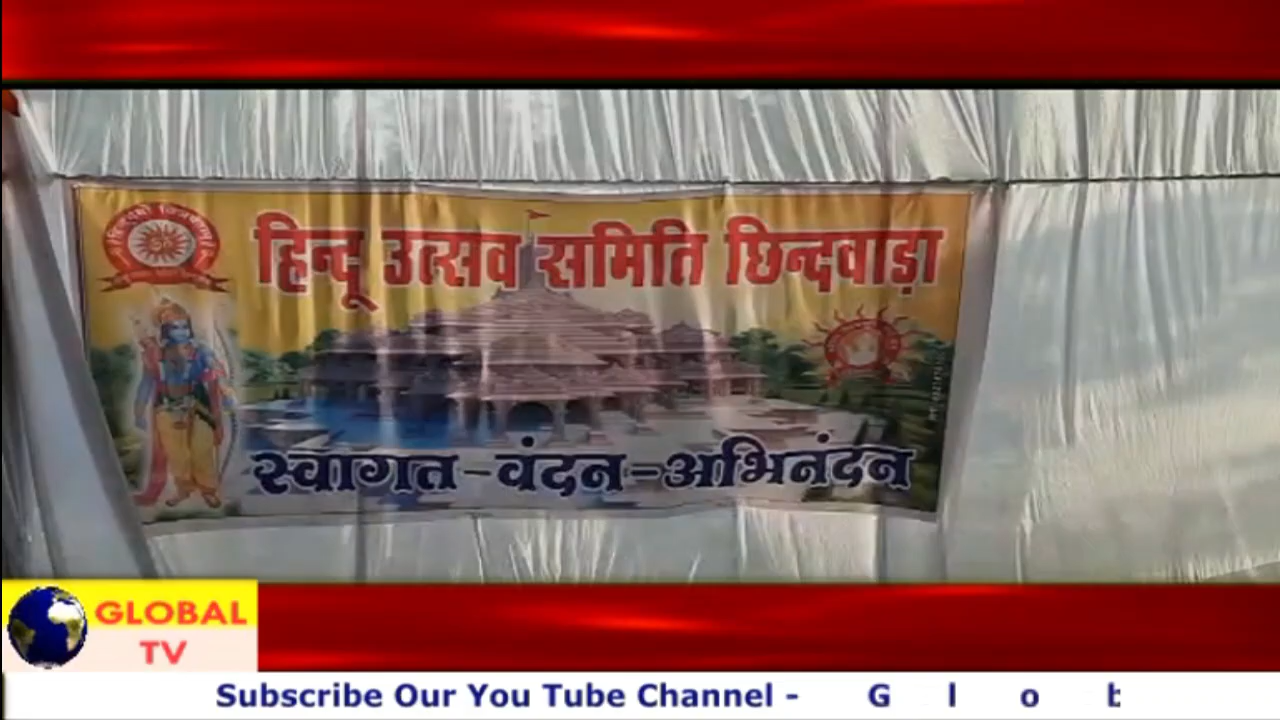 हिन्दू उत्सव समिति छिन्दवाड़ा
स्वागत-वंदन-अभिनंदन
GLOBAL
TV
Subscribe Our You Tube Channel - G l o b